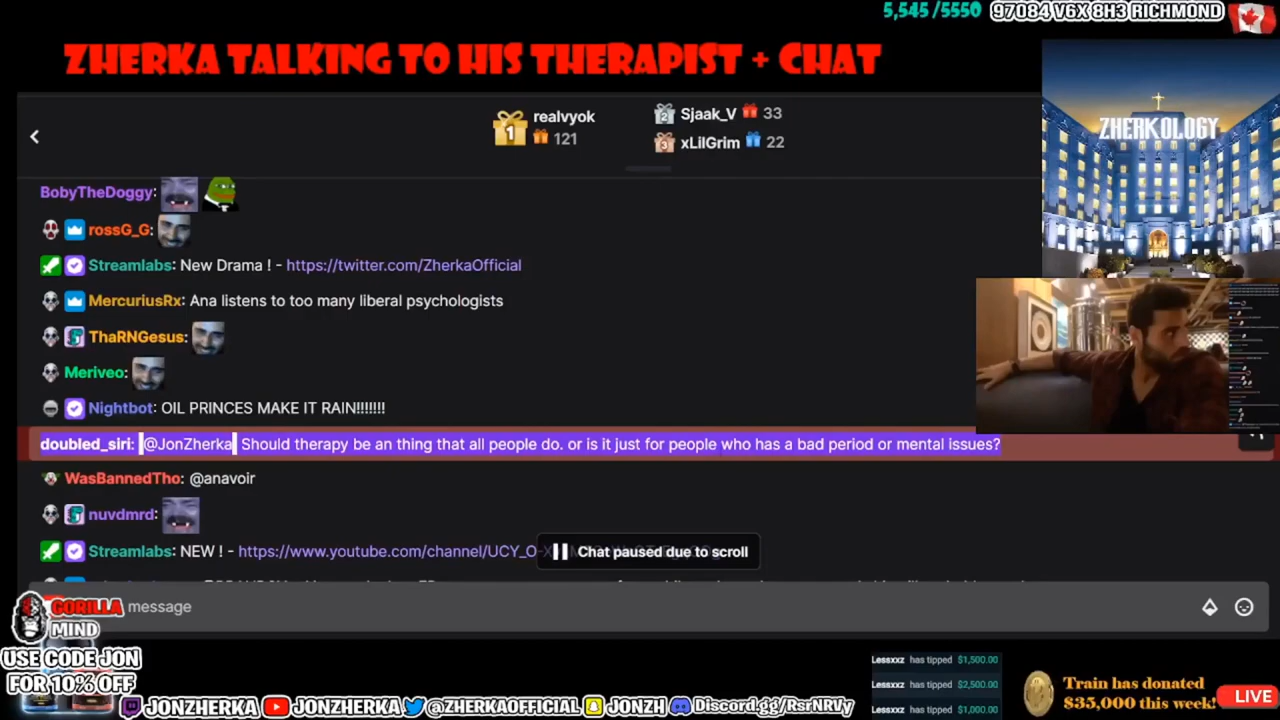 5,545 /5550
97084 V6X 8H3 RICHMOND
ZHERKA TALKING TO HIS THERAPIST + CHAT
ZHERKOLOGY
1 realvyok
121
2 Sjaak_V 33
3 xLilGrim 22
BobyTheDoggy:
rossG_G:
Streamlabs: New Drama ! - https://twitter.com/ZherkaOfficial
MercuriusRx: Ana listens to too many liberal psychologists
ThaRNGesus:
Meriveo:
Nightbot: OIL PRINCES MAKE IT RAIN!!!!!!!
doubled_siri: @JonZherka Should therapy be an thing that all people do. or is it just for people who has a bad period or mental issues?
WasBannedTho: @anavoir
nuvdmrd:
Streamlabs: NEW ! - https://www.youtube.com/channel/UCY_O-X
Chat paused due to scroll
message
GORILLA
MIND
USE CODE JON
FOR 10% OFF
Lessxxz has tipped $1,500.00
Lessxxz has tipped $2,500.00
Lessxxz has tipped $1,000.00
Train has donated
$35,000 this week!
LIVE
JONZHERKA JONZHERKA @ZHERKAOFFICIAL JONZH Discord.gg/RsrNRVy